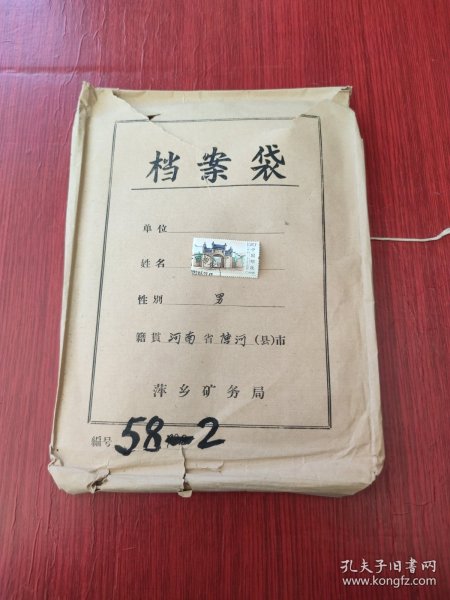 档案袋
单位
姓名
性别 男
籍贯 河南省陕河(县)市
萍乡矿务局
编号 58 2
孔夫子旧书网
www.kongfz.com